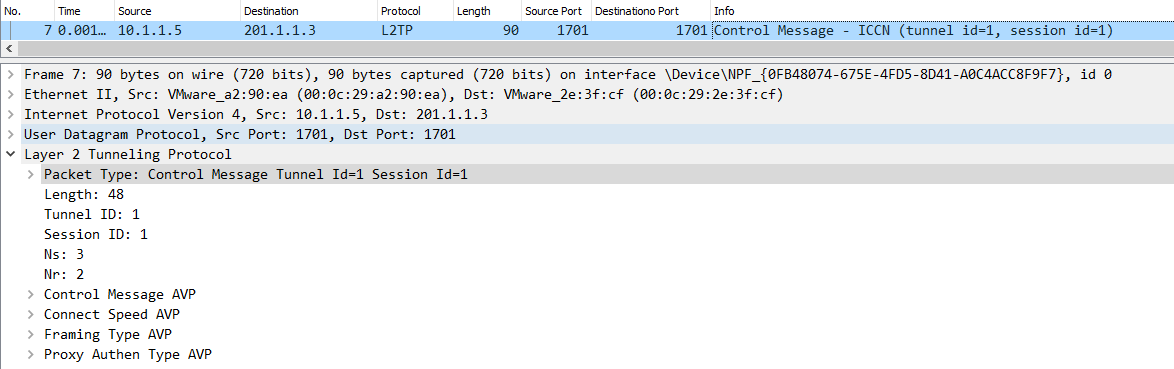 No. Time Source Destination Protocol Length Source Port Destinationo Port Info
7 0.001… 10.1.1.5 201.1.1.3 L2TP 90 1701 1701 Control Message - ICCN (tunnel id=1, session id=1)
Frame 7: 90 bytes on wire (720 bits), 90 bytes captured (720 bits) on interface \Device\NPF_{0FB48074-675E-4FD5-8D41-A0C4ACC8F9F7}, id 0
Ethernet II, Src: VMware_a2:90:ea (00:0c:29:a2:90:ea), Dst: VMware_2e:3f:cf (00:0c:29:2e:3f:cf)
Internet Protocol Version 4, Src: 10.1.1.5, Dst: 201.1.1.3
User Datagram Protocol, Src Port: 1701, Dst Port: 1701
Layer 2 Tunneling Protocol
Packet Type: Control Message Tunnel Id=1 Session Id=1
Length: 48
Tunnel ID: 1
Session ID: 1
Ns: 3
Nr: 2
Control Message AVP
Connect Speed AVP
Framing Type AVP
Proxy Authen Type AVP